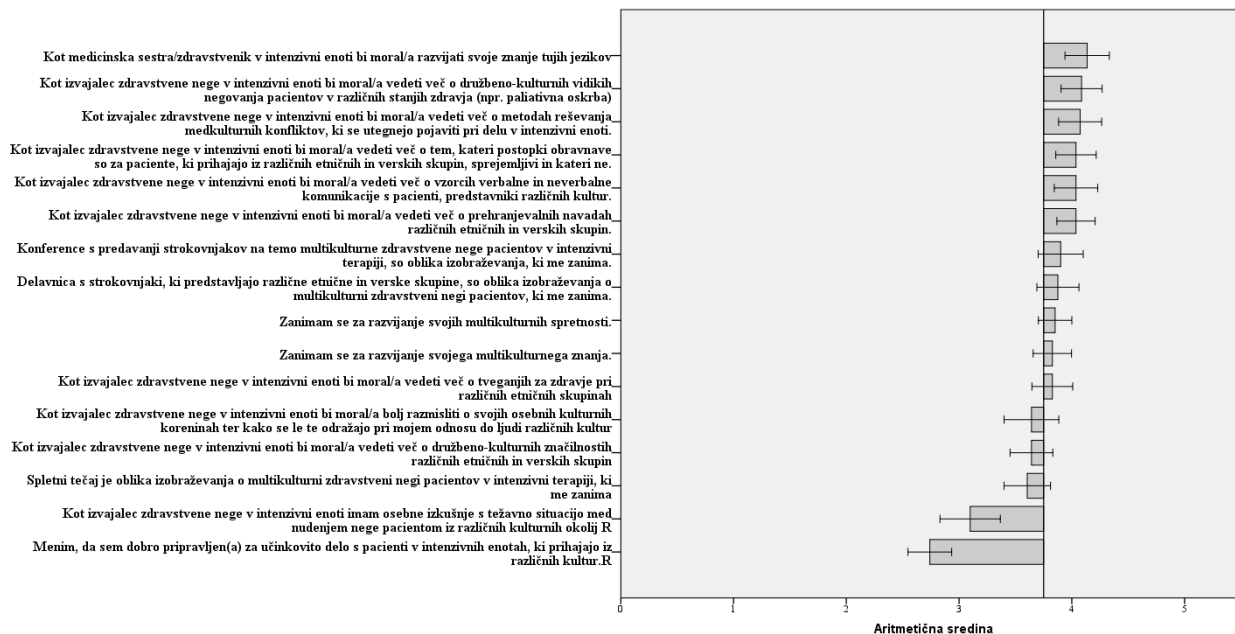 Kot medicinska sestra/zdravstvenik v intenzivni enoti bi moral/a razvijati svoje znanje tujih jezikov
Kot izvajalec zdravstvene nege v intenzivni enoti bi moral/a vedeti več o družbeno-kulturnih vidikih
negovanja pacientov v različnih stanjih zdravja (npr. paliativna oskrba)
Kot izvajalec zdravstvene nege v intenzivni enoti bi moral/a vedeti več o metodah reševanja
medkulturnih konfliktov, ki se utegnejo pojaviti pri delu v intenzivni enoti.
Kot izvajalec zdravstvene nege v intenzivni enoti bi moral/a vedeti več o tem, kateri postopki obravnave
so za paciente, ki prihajajo iz različnih etničnih in verskih skupin, sprejemljivi in kateri ne.
Kot izvajalec zdravstvene nege v intenzivni enoti bi moral/a vedeti več o vzorcih verbalne in neverbalne
komunikacije s pacienti, predstavniki različnih kultur.
Kot izvajalec zdravstvene nege v intenzivni enoti bi moral/a vedeti več o prehranjevalnih navadah
različnih etničnih in verskih skupin.
Konference s predavanji strokovnjakov na temo multikulturne zdravstvene nege pacientov v intenzivni
terapiji, so oblika izobraževanja, ki me zanima.
Delavnica s strokovnjaki, ki predstavljajo različne etnične in verske skupine, so oblika izobraževanja o
multikulturni zdravstveni negi pacientov, ki me zanima.
Zanimam se za razvijanje svojih multikulturnih spretnosti.
Zanimam se za razvijanje svojega multikulturnega znanja.
Kot izvajalec zdravstvene nege v intenzivni enoti bi moral/a vedeti več o tveganjih za zdravje pri
različnih etničnih skupinah
Kot izvajalec zdravstvene nege v intenzivni enoti bi moral/a bolj razmisliti o svojih osebnih kulturnih
koreninah ter kako se le te odražajo pri mojem odnosu do ljudi različnih kultur
Kot izvajalec zdravstvene nege v intenzivni enoti bi moral/a vedeti več o družbeno-kulturnih značilnostih
različnih etničnih in verskih skupin
Spletni tečaj je oblika izobraževanja o multikulturni zdravstveni negi pacientov v intenzivni terapiji, ki
me zanima
Kot izvajalec zdravstvene nege v intenzivni enoti imam osebne izkušnje s težavno situacijo med
nudenjem nege pacientom iz različnih kulturnih okolij R
Menim, da sem dobro pripravljen(a) za učinkovito delo s pacienti v intenzivnih enotah, ki prihajajo iz
različnih kultur.R
0 1 2 3 4 5
Aritmetična sredina